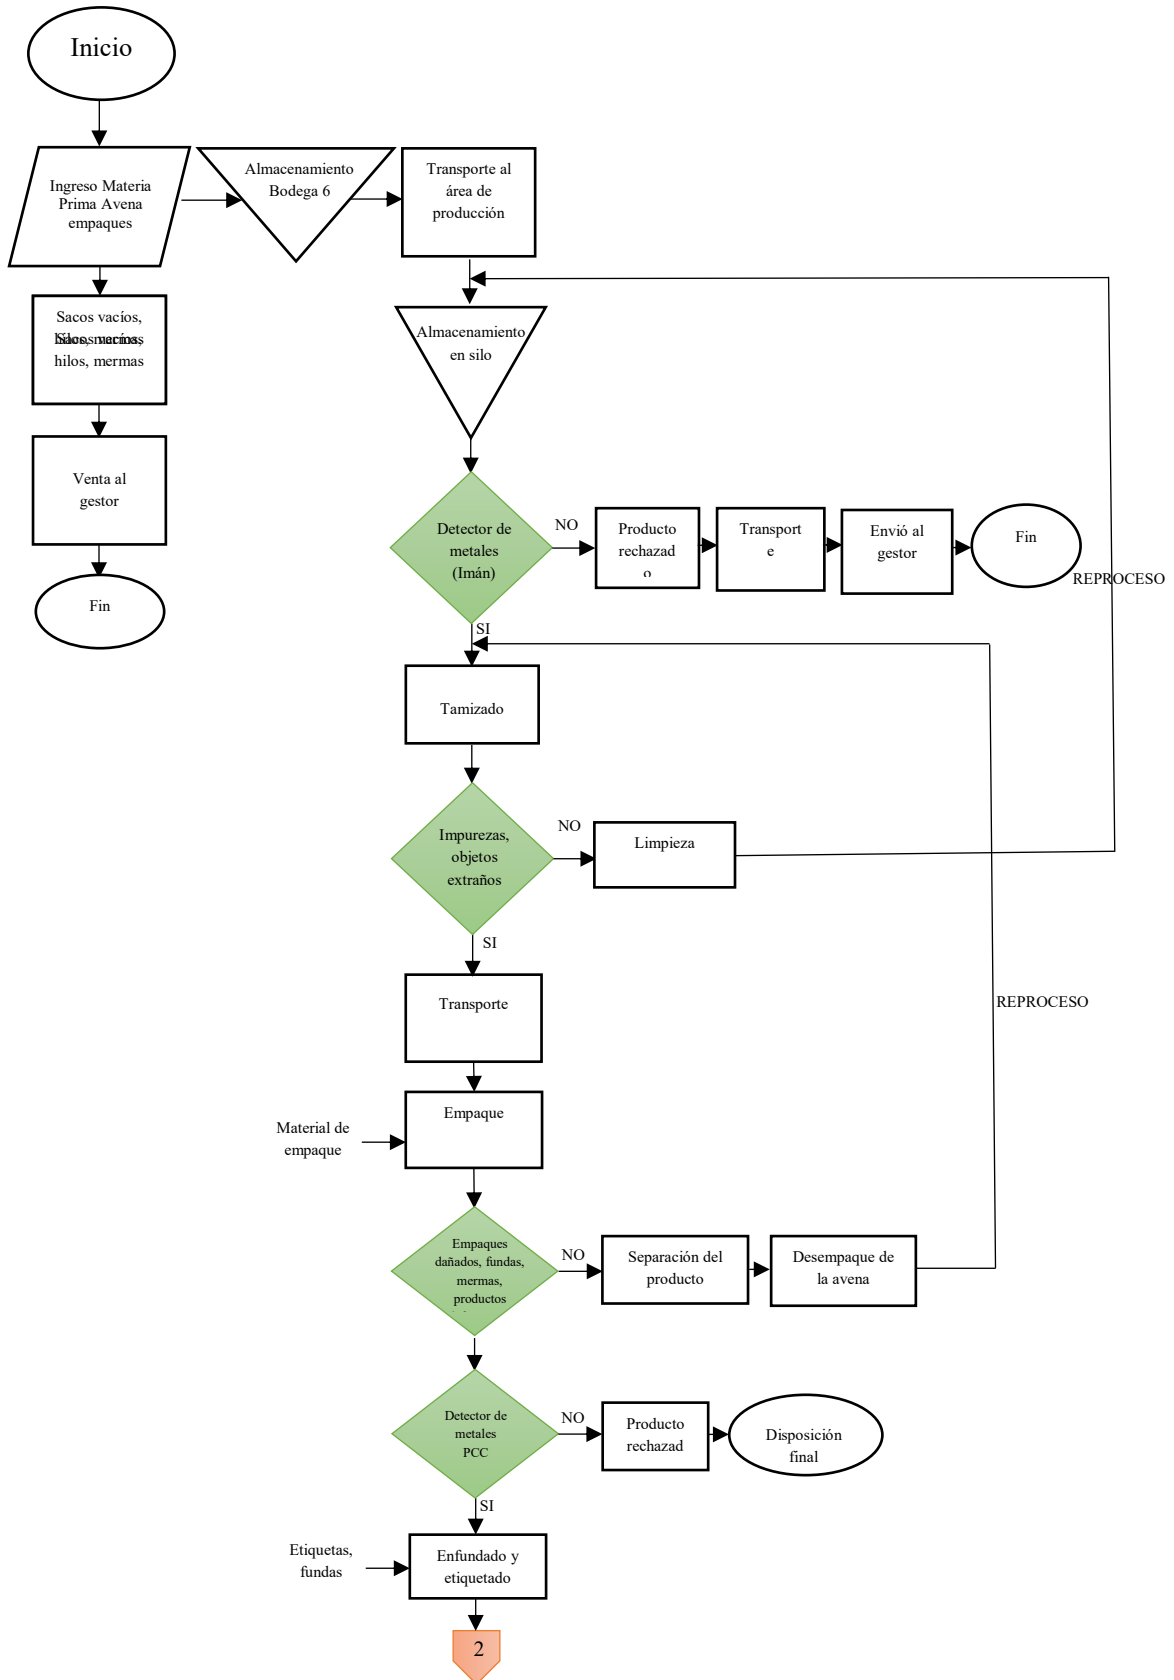 Inicio
Ingreso Materia
Prima Avena
empaques
Almacenamiento
Bodega 6
Transporte al
área de
producción
Sacos vacíos,
hilos, mermas
Almacenamiento
en silo
Venta al
gestor
Fin
Detector de
metales
(Imán)
NO
Producto
rechazad
o
Transport
e
Envió al
gestor
Fin
REPROCESO
SI
Tamizado
Impurezas,
objetos
extraños
NO
Limpieza
SI
Transporte
REPROCESO
Material de
empaque
Empaque
Empaques
dañados, fundas,
mermas,
productos
NO
Separación del
producto
Desempaque de
la avena
Detector de
metales
PCC
NO
Producto
rechazad
Disposición
final
SI
Etiquetas,
fundas
Enfundado y
etiquetado
2